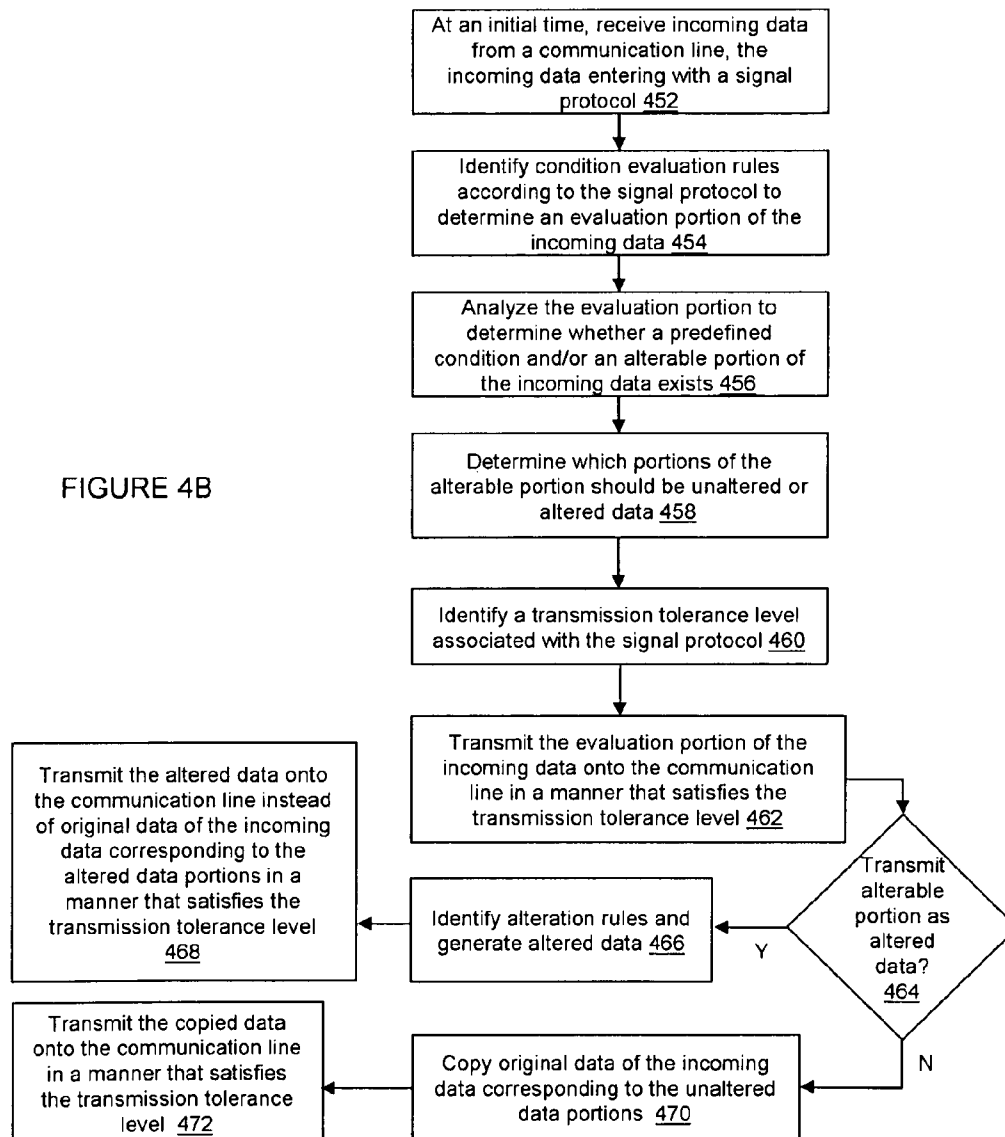 At an initial time, receive incoming data
from a communication line, the
incoming data entering with a signal
protocol 452
Identify condition evaluation rules
according to the signal protocol to
determine an evaluation portion of the
incoming data 454
Analyze the evaluation portion to
determine whether a predefined
condition and/or an alterable portion of
the incoming data exists 456
FIGURE 4B
Determine which portions of the
alterable portion should be unaltered or
altered data 458
Identify a transmission tolerance level
associated with the signal protocol 460
Transmit the evaluation portion of the
incoming data onto the communication
line in a manner that satisfies the
transmission tolerance level 462
Transmit
alterable
portion as
altered
data?
464
Y
Identify alteration rules and
generate altered data 466
Transmit the altered data onto
the communication line instead
of original data of the incoming
data corresponding to the
altered data portions in a
manner that satisfies the
transmission tolerance level
468
N
Copy original data of the incoming
data corresponding to the unaltered
data portions 470
Transmit the copied data
onto the communication line
in a manner that satisfies
the transmission tolerance
level 472